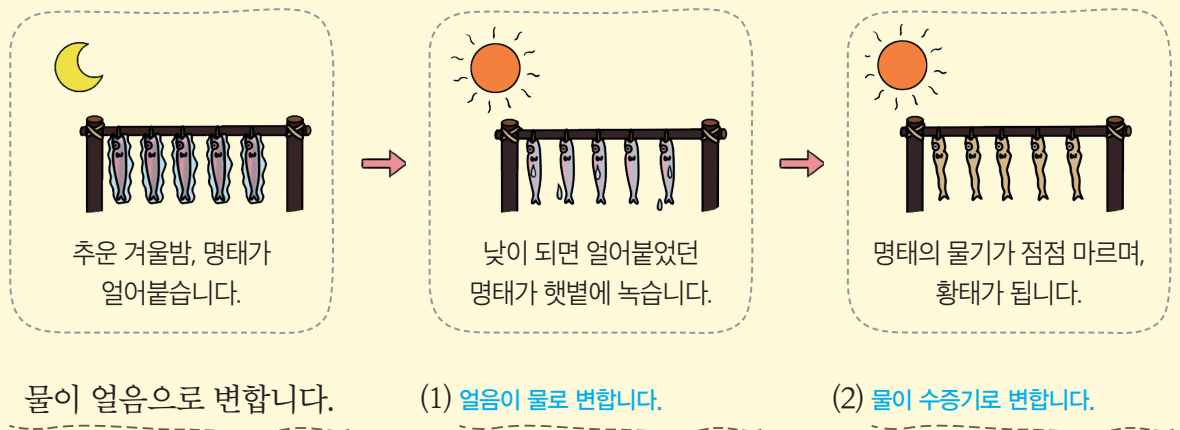 추운 겨울밤, 명태가
얼어붙습니다.
낮이 되면 얼어붙었던
명태가 햇볕에 녹습니다.
명태의 물기가 점점 마르며,
황태가 됩니다.
물이 얼음으로 변합니다.
(1) 얼음이 물로 변합니다.
(2) 물이 수증기로 변합니다.